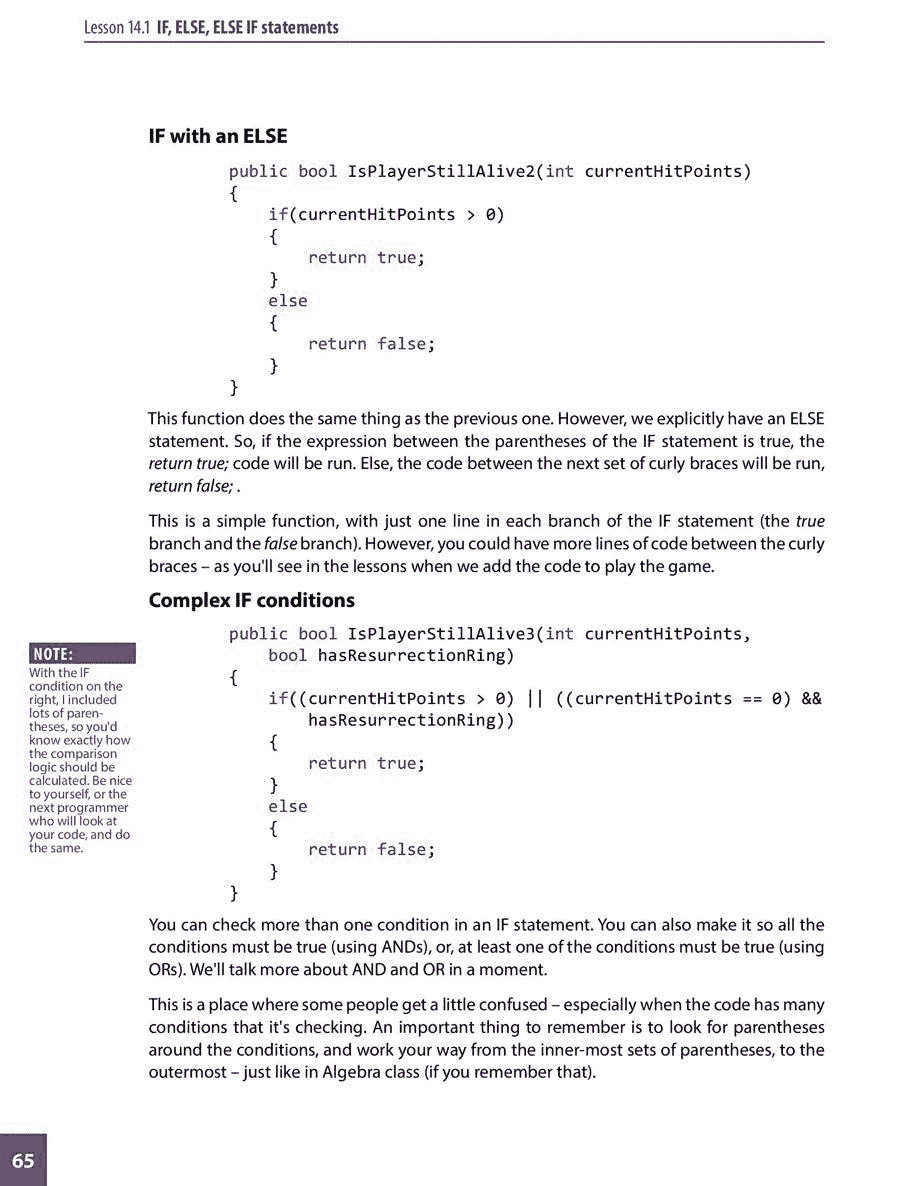 Lesson 14.1 IF, ELSE, ELSE IF statements
IF with an ELSE
public bool IsPlayerStillAlive2(int currentHitPoints)
{
if(currentHitPoints > 0)
{
return true;
}
else
{
return false;
}
}
This function does the same thing as the previous one. However, we explicitly have an ELSE
statement. So, if the expression between the parentheses of the IF statement is true, the
return true; code will be run. Else, the code between the next set of curly braces will be run,
return false; .
This is a simple function, with just one line in each branch of the IF statement (the true
branch and the false branch). However, you could have more lines of code between the curly
braces – as you'll see in the lessons when we add the code to play the game.
Complex IF conditions
public bool IsPlayerStillAlive3(int currentHitPoints,
bool hasResurrectionRing)
{
if((currentHitPoints > 0) || ((currentHitPoints == 0) &&
hasResurrectionRing))
{
return true;
}
else
{
return false;
}
}
NOTE:
With the IF
condition on the
right, I included
lots of paren-
theses, so you'd
know exactly how
the comparison
logic should be
calculated. Be nice
to yourself, or the
next programmer
who will look at
your code, and do
the same.
You can check more than one condition in an IF statement. You can also make it so all the
conditions must be true (using ANDs), or, at least one of the conditions must be true (using
ORs). We'll talk more about AND and OR in a moment.
This is a place where some people get a little confused – especially when the code has many
conditions that it's checking. An important thing to remember is to look for parentheses
around the conditions, and work your way from the inner-most sets of parentheses, to the
outermost – just like in Algebra class (if you remember that).
65